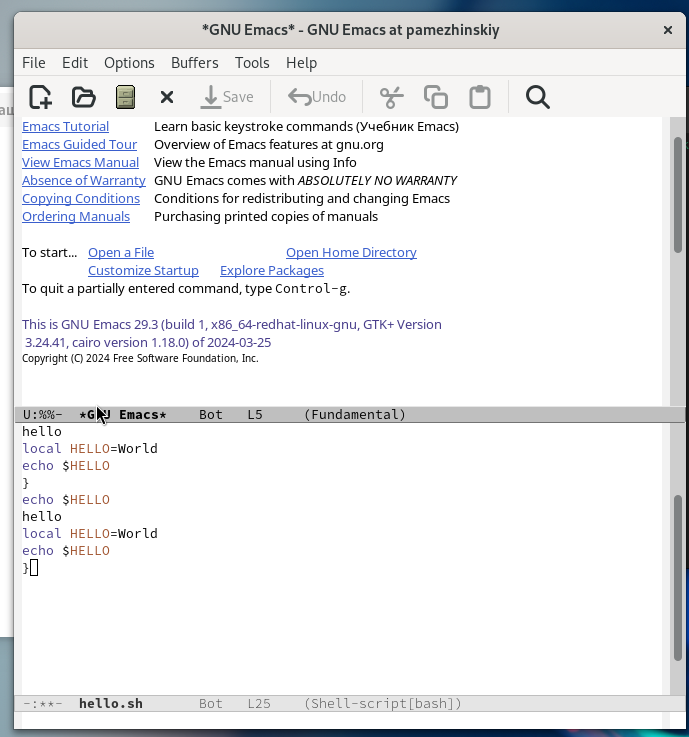 *GNU Emacs* - GNU Emacs at pamezhinskiy
File Edit Options Buffers Tools Help
Save Undo
Emacs Tutorial Learn basic keystroke commands (Учебник Emacs)
Emacs Guided Tour Overview of Emacs features at gnu.org
View Emacs Manual View the Emacs manual using Info
Absence of Warranty GNU Emacs comes with ABSOLUTELY NO WARRANTY
Copying Conditions Conditions for redistributing and changing Emacs
Ordering Manuals Purchasing printed copies of manuals
To start... Open a File Open Home Directory
Customize Startup Explore Packages
To quit a partially entered command, type Control-g.
This is GNU Emacs 29.3 (build 1, x86_64-redhat-linux-gnu, GTK+ Version
3.24.41, cairo version 1.18.0) of 2024-03-25
Copyright (C) 2024 Free Software Foundation, Inc.
U:%%- *GNU Emacs* Bot L5 (Fundamental)
hello
local HELLO=World
echo $HELLO
}
echo $HELLO
hello
local HELLO=World
echo $HELLO
}
-:**- hello.sh Bot L25 (Shell-script[bash])